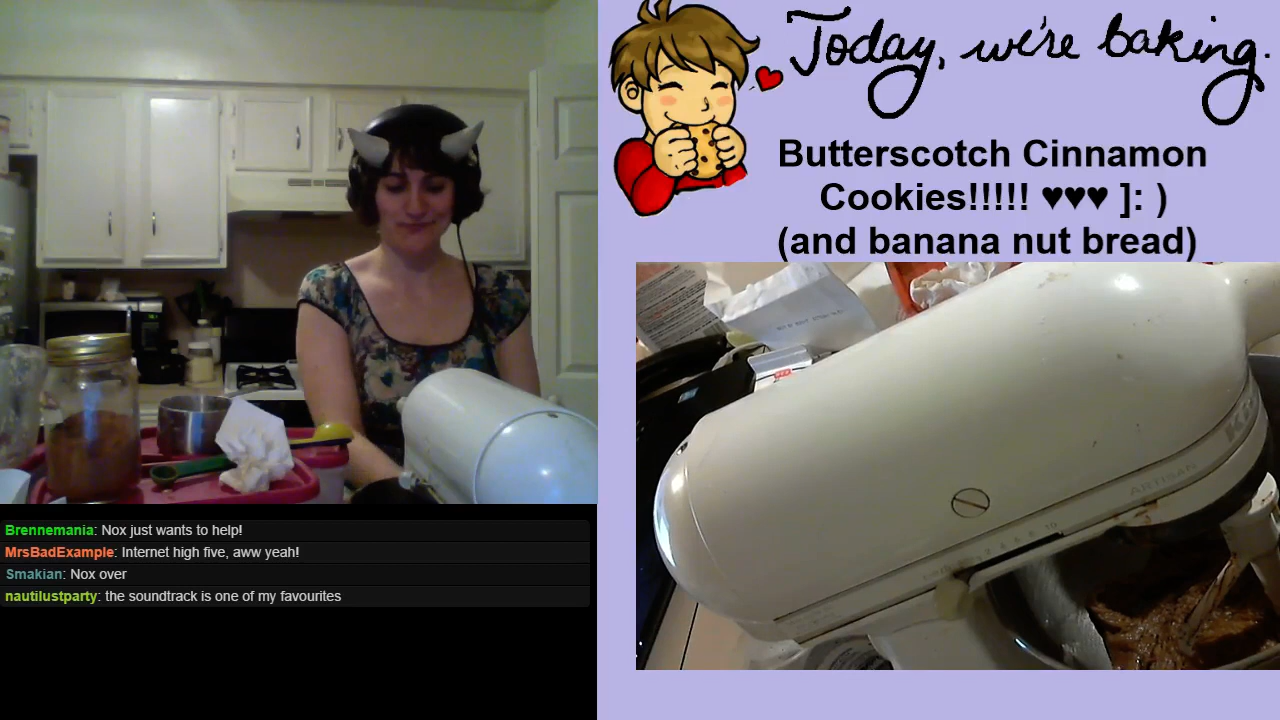 Today, we're baking.
Butterscotch Cinnamon
Cookies!!!!! ♥♥♥ ]: )
(and banana nut bread)
ARTISAN
Brennemania: Nox just wants to help!
MrsBadExample: Internet high five, aww yeah!
Smakian: Nox over
nautilustparty: the soundtrack is one of my favourites